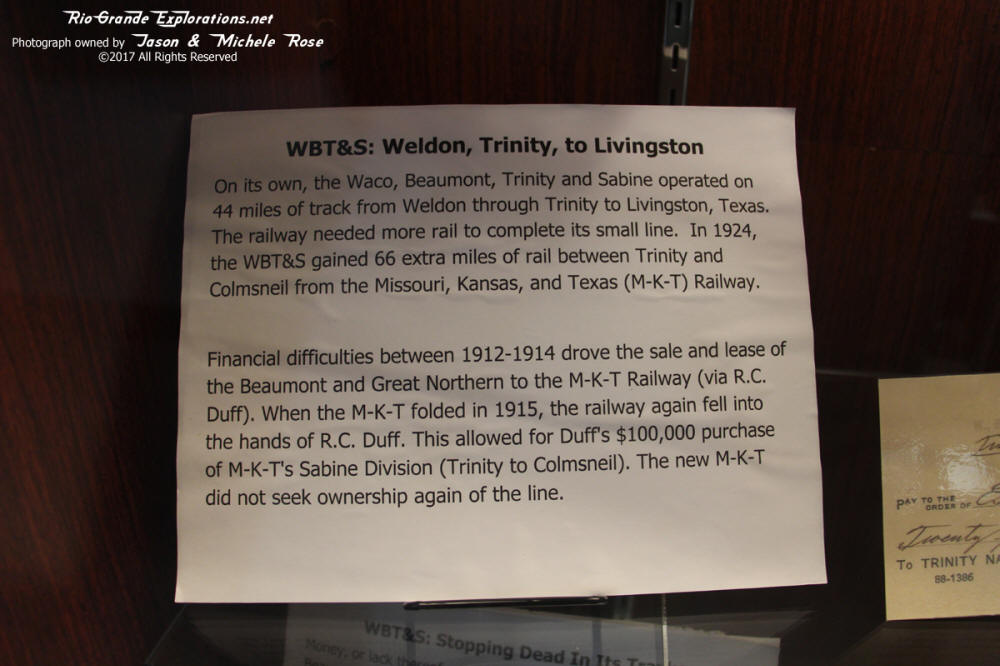 Rio Grande Explorations.net
Photograph owned by Jason & Michele Rose
©2017 All Rights Reserved
WBT&S: Weldon, Trinity, to Livingston
On its own, the Waco, Beaumont, Trinity and Sabine operated on
44 miles of track from Weldon through Trinity to Livingston, Texas.
The railway needed more rail to complete its small line. In 1924,
the WBT&S gained 66 extra miles of rail between Trinity and
Colmsneil from the Missouri, Kansas, and Texas (M-K-T) Railway.
Financial difficulties between 1912-1914 drove the sale and lease of
the Beaumont and Great Northern to the M-K-T Railway (via R.C.
Duff). When the M-K-T folded in 1915, the railway again fell into
the hands of R.C. Duff. This allowed for Duff's $100,000 purchase
of M-K-T's Sabine Division (Trinity to Colmsneil). The new M-K-T
did not seek ownership again of the line.
PAY TO THE
ORDER OF
Twenty
To TRINITY NA
88-1386
WBT&S: Stopping Dead In Its
Money, or lack